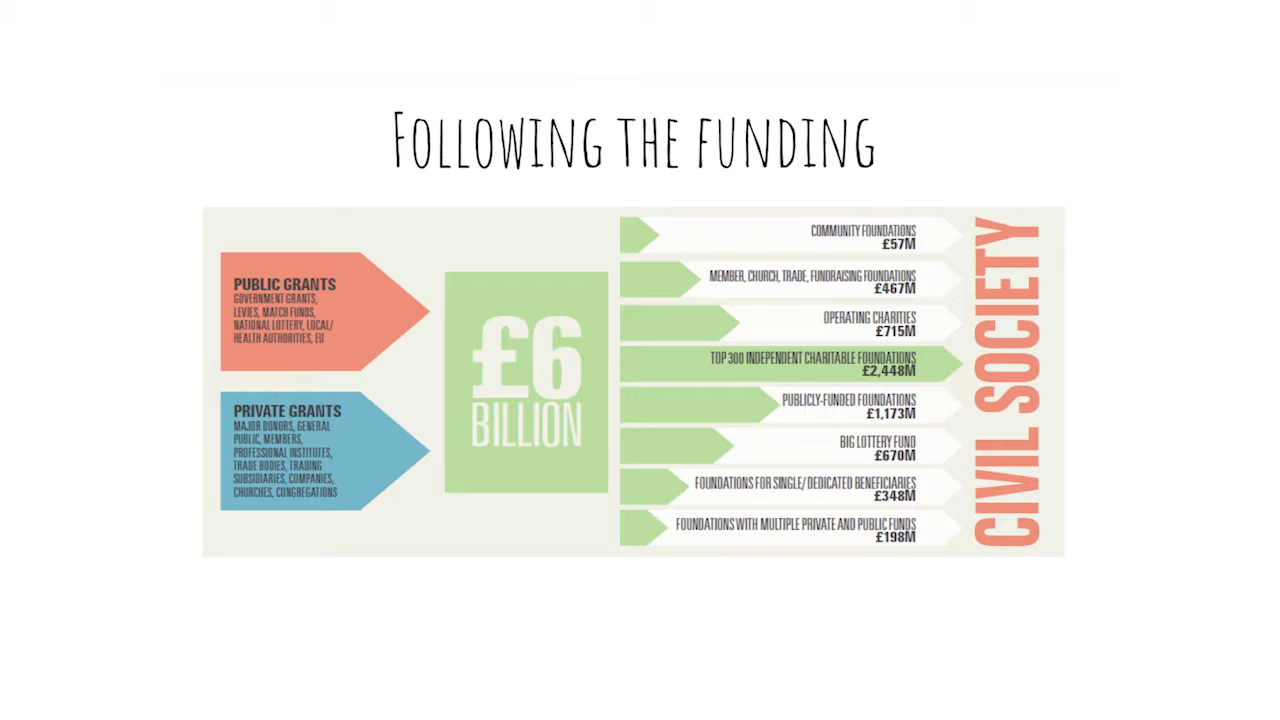 FOLLOWING THE FUNDING
PUBLIC GRANTS
GOVERNMENT GRANTS,
LEVIES, MATCH FUNDS,
NATIONAL LOTTERY, LOCAL/
HEALTH AUTHORITIES, EU
PRIVATE GRANTS
MAJOR DONORS, GENERAL
PUBLIC, MEMBERS,
PROFESSIONAL INSTITUTES,
TRADE BODIES, TRADING
SUBSIDIARIES, COMPANIES,
CHURCHES, CONGREGATIONS
£6
BILLION
COMMUNITY FOUNDATIONS
£57M
MEMBER, CHURCH, TRADE, FUNDRAISING FOUNDATIONS
£467M
OPERATING CHARITIES
£715M
TOP 300 INDEPENDENT CHARITABLE FOUNDATIONS
£2,448M
PUBLICLY-FUNDED FOUNDATIONS
£1,173M
BIG LOTTERY FUND
£670M
FOUNDATIONS FOR SINGLE/ DEDICATED BENEFICIARIES
£348M
FOUNDATIONS WITH MULTIPLE PRIVATE AND PUBLIC FUNDS
£198M
CIVIL SOCIETY